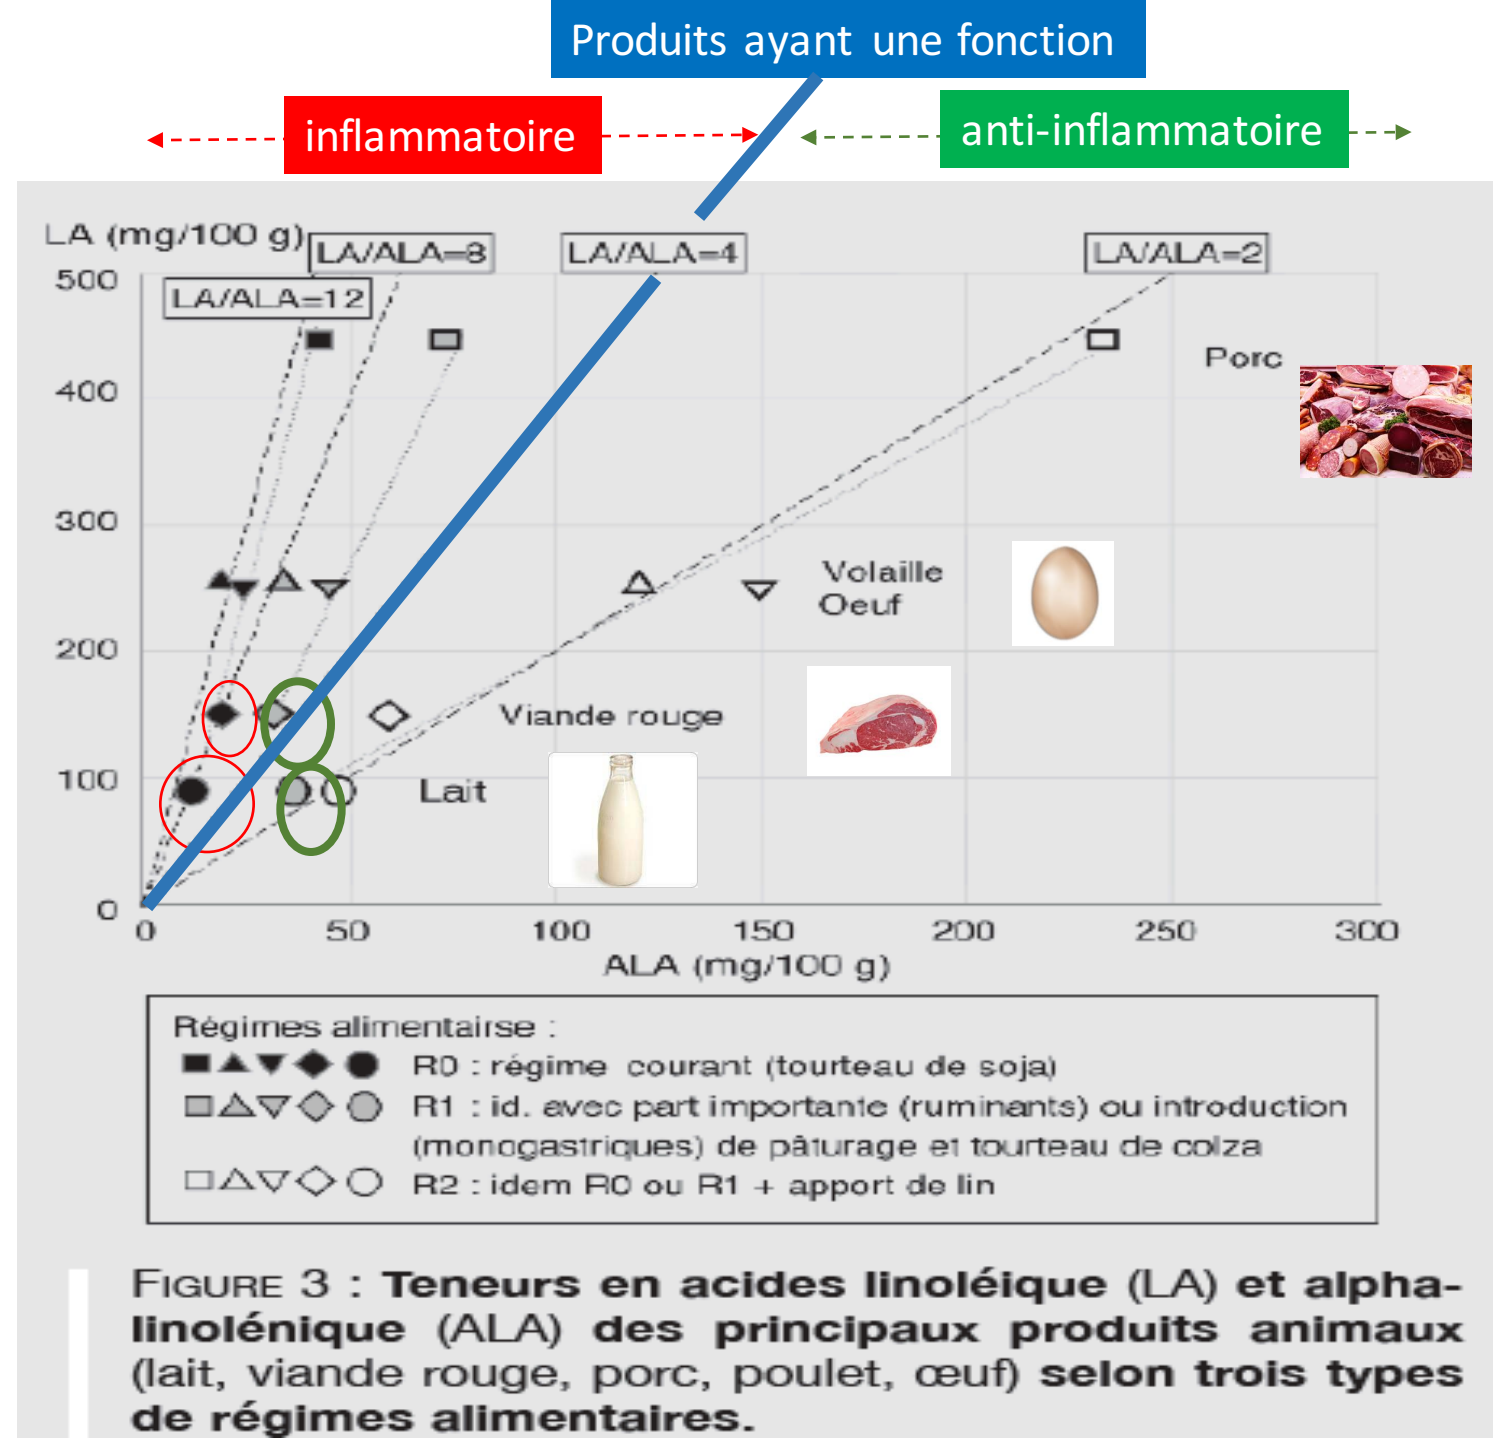 Produits ayant une fonction
inflammatoire
anti-inflammatoire
LA (mg/100 g)
LA/ALA=8
LA/ALA=4
LA/ALA=2
LA/ALA=12
500
400
300
200
100
0
Porc
Volaille
Oeuf
Viande rouge
Lait
0 50 100 150 200 250 300
ALA (mg/100 g)
Régimes alimentairse :
R0 : régime courant (tourteau de soja)
R1 : id. avec part importante (ruminants) ou introduction
(monogastriques) de pâturage et tourteau de colza
R2 : idem R0 ou R1 + apport de lin
FIGURE 3 : Teneurs en acides linoléique (LA) et alpha-
linolénique (ALA) des principaux produits animaux
(lait, viande rouge, porc, poulet, œuf) selon trois types
de régimes alimentaires.